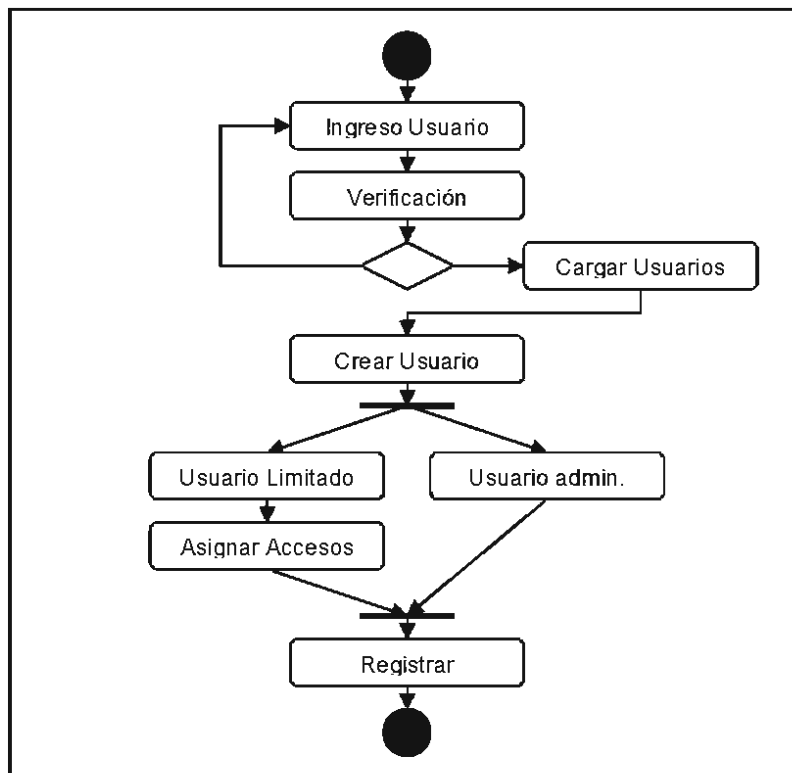 Ingreso Usuario
Verificación
Cargar Usuarios
Crear Usuario
Usuario Limitado
Usuario admin.
Asignar Accesos
Registrar